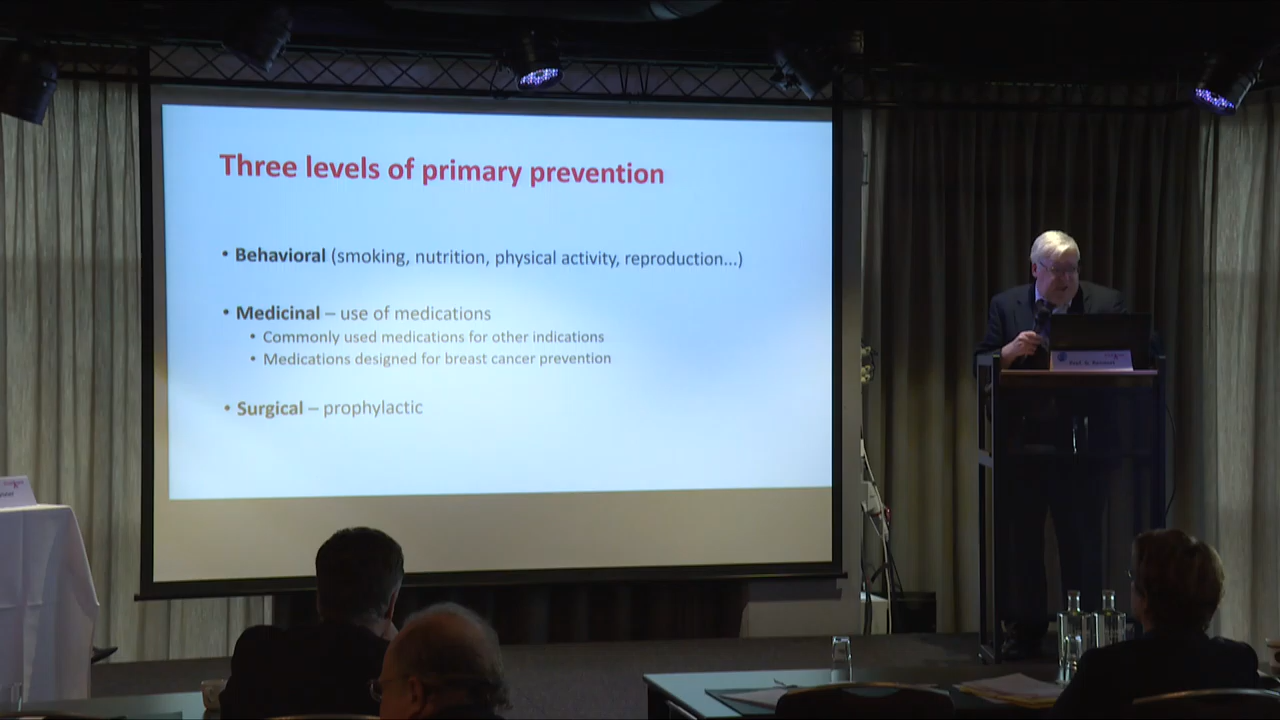 Three levels of primary prevention
• Behavioral (smoking, nutrition, physical activity, reproduction...)
• Medicinal – use of medications
• Commonly used medications for other indications
• Medications designed for breast cancer prevention
• Surgical – prophylactic